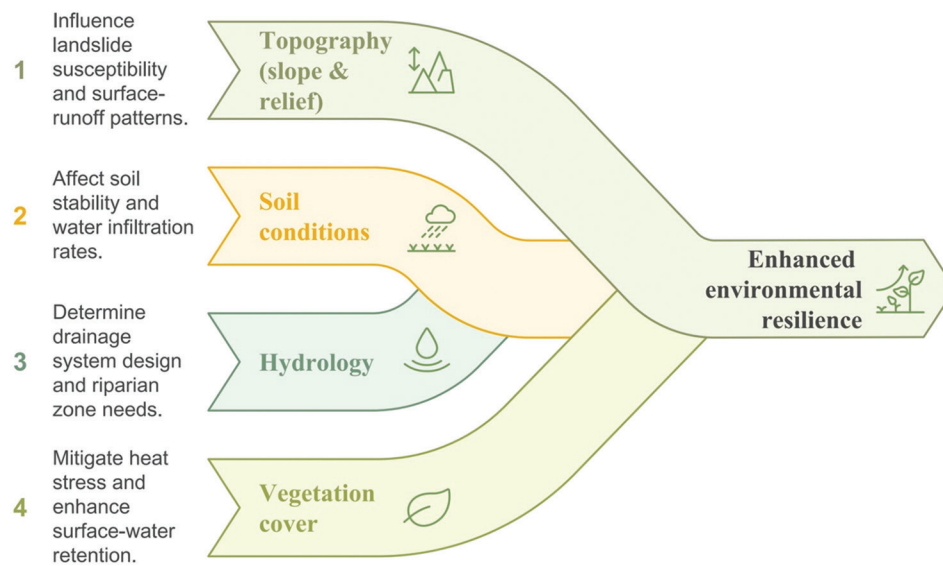 Influence
landslide
susceptibility
and surface-
runoff patterns.
1
Topography
(slope &
relief)
Affect soil
stability and
water infiltration
rates.
2
Soil
conditions
Determine
drainage
system design
and riparian
zone needs.
3
Hydrology
Mitigate heat
stress and
enhance
surface-water
retention.
4
Vegetation
cover
Enhanced
environmental
resilience